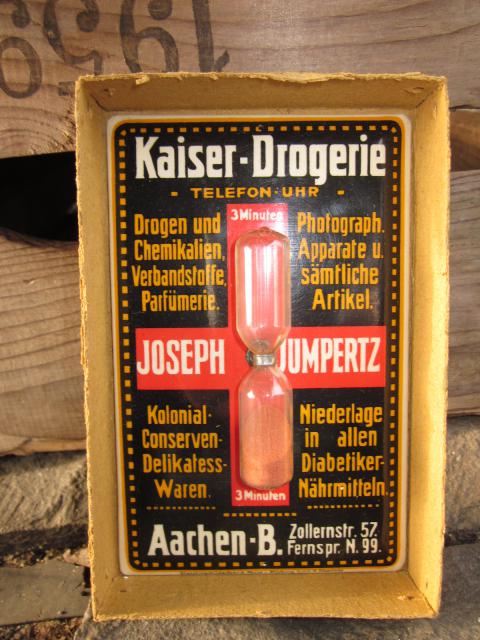 Kaiser-Drogerie
- TELEFON-UHR -
3 Minuten
Drogen und
Chemikalien,
Verbandstoffe,
Parfümerie.
Photograph.
Apparate u.
sämtliche
Artikel.
JOSEPH JUMPERTZ
Kolonial-
Conserven-
Delikatess-
Waren.
Niederlage
in allen
Diabetiker-
Nährmitteln.
3 Minuten
Aachen-B. Zollernstr. 57.
Fernspr. N. 99.